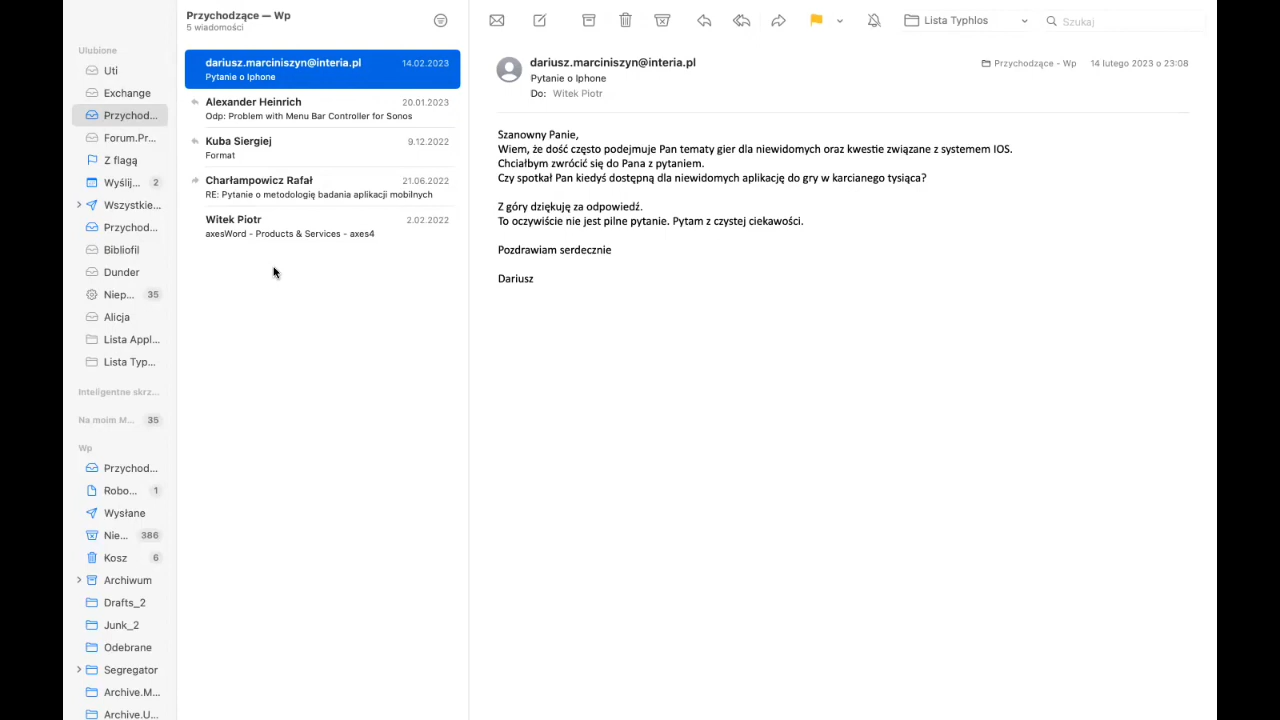 Przychodzące — Wp
5 wiadomości
Lista Typhlos
Szukaj
Ulubione
Uti
Exchange
Przychod...
Forum.Pr...
Z flagą
Wyślij... 2
Wszystkie...
Przychod...
Bibliofil
Dunder
Niep... 35
Alicja
Lista Appl...
Lista Typ...
Inteligentne skrz...
Na moim M... 35
Wp
Przychod...
Robo... 1
Wysłane
Nie... 386
Kosz 6
Archiwum
Drafts_2
Junk_2
Odebrane
Segregator
Archive.M...
Archive.U...
dariusz.marciniszyn@interia.pl 14.02.2023
Pytanie o Iphone
Alexander Heinrich 20.01.2023
Odp: Problem with Menu Bar Controller for Sonos
Kuba Siergiej 9.12.2022
Format
Charłampowicz Rafał 21.06.2022
RE: Pytanie o metodologię badania aplikacji mobilnych
Witek Piotr 2.02.2022
axesWord - Products & Services - axes4
dariusz.marciniszyn@interia.pl Przychodzące - Wp 14 lutego 2023 o 23:08
Pytanie o Iphone
Do: Witek Piotr
Szanowny Panie,
Wiem, że dość często podejmuje Pan tematy gier dla niewidomych oraz kwestie związane z systemem IOS.
Chciałbym zwrócić się do Pana z pytaniem.
Czy spotkał Pan kiedyś dostępną dla niewidomych aplikację do gry w karcianego tysiąca?
Z góry dziękuję za odpowiedź.
To oczywiście nie jest pilne pytanie. Pytam z czystej ciekawości.
Pozdrawiam serdecznie
Dariusz